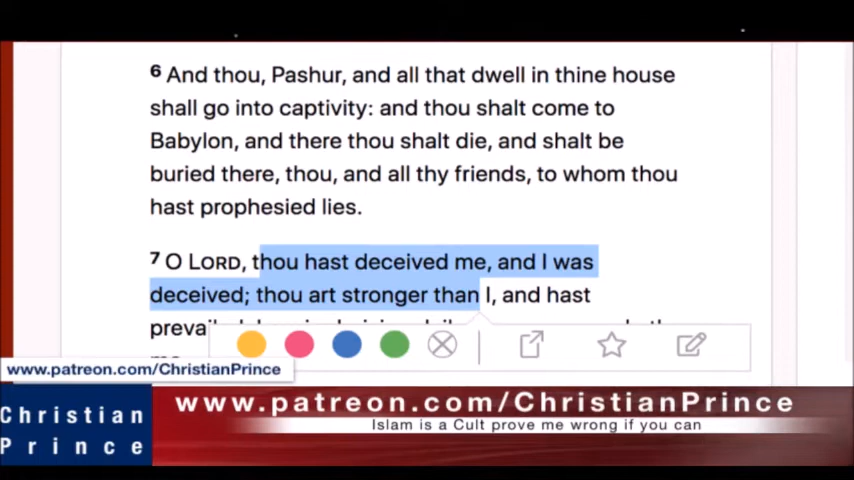 6 And thou, Pashur, and all that dwell in thine house
shall go into captivity: and thou shalt come to
Babylon, and there thou shalt die, and shalt be
buried there, thou, and all thy friends, to whom thou
hast prophesied lies.
7 O LORD, thou hast deceived me, and I was
deceived; thou art stronger than I, and hast
www.patreon.com/ChristianPrince
Christian
Prince
www.patreon.com/ChristianPrince
Islam is a Cult prove me wrong if you can